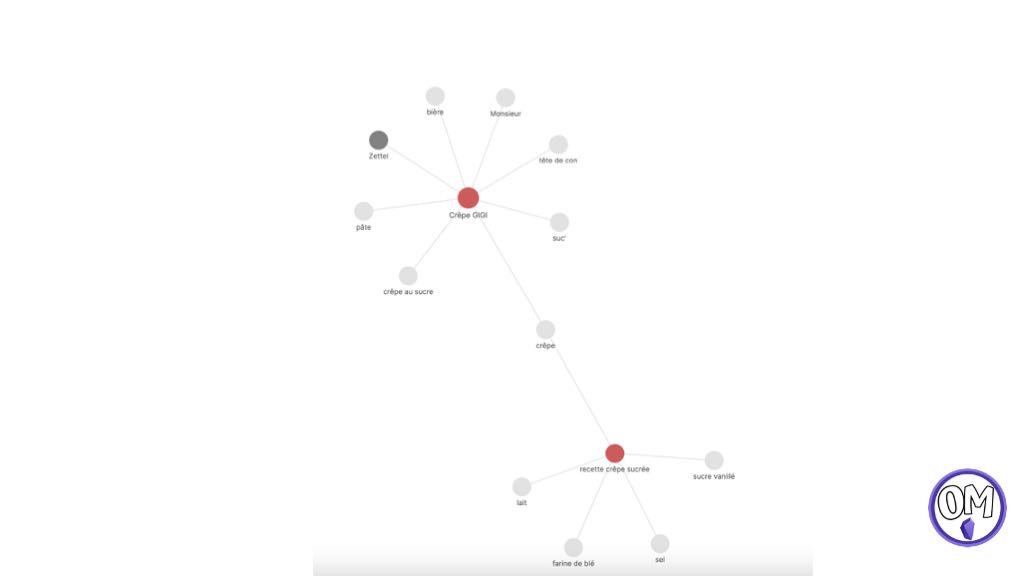 bière
Monsieur
Zettel
tête de con
Crêpe GIGI
pâte
suc'
crêpe au sucre
crêpe
recette crêpe sucrée
sucre vanillé
lait
farine de blé
sel
OM